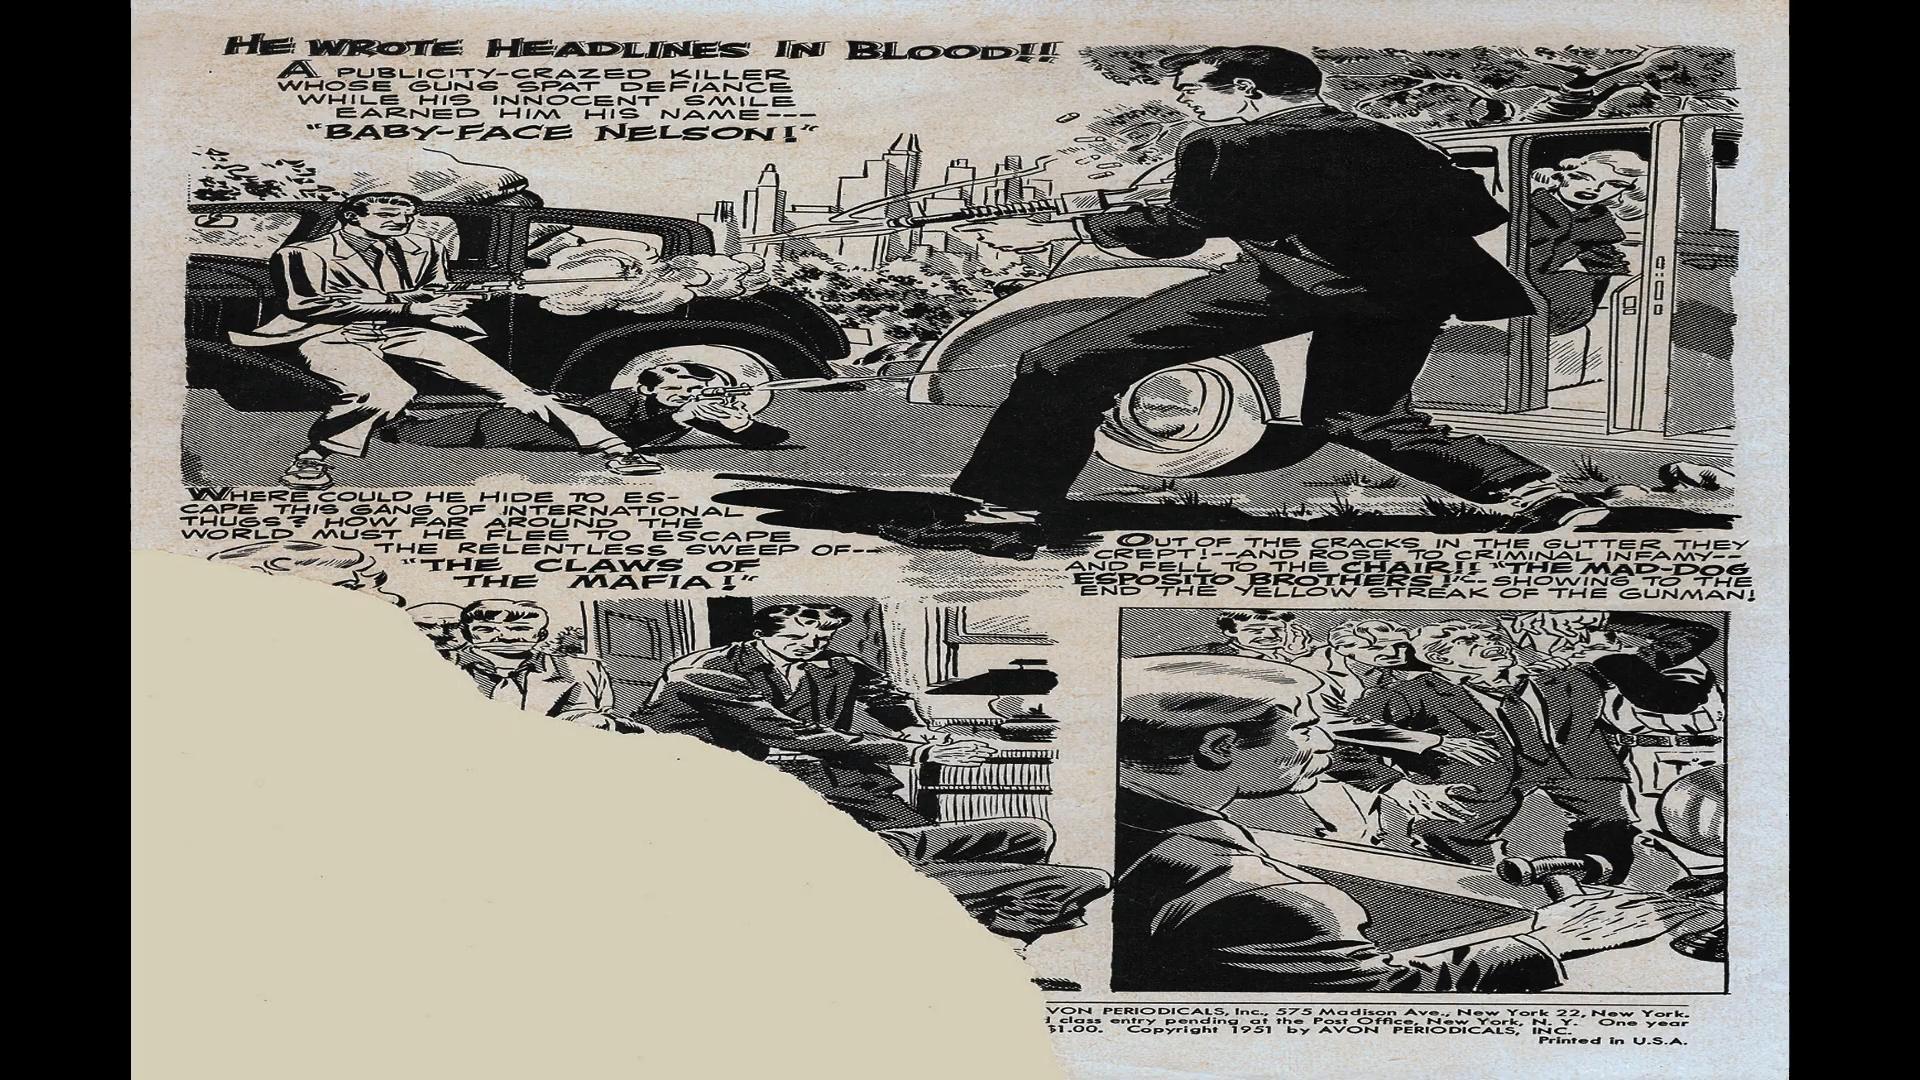 HE WROTE HEADLINES IN BLOOD!!
A PUBLICITY-CRAZED KILLER
WHOSE GUNS SPAT DEFIANCE
WHILE HIS INNOCENT SMILE
EARNED HIM HIS NAME---
"BABY-FACE NELSON!"
WHERE COULD HE HIDE TO ES-
CAPE THIS GANG OF INTERNATIONAL
THUGS? HOW FAR AROUND THE
WORLD MUST HE FLEE TO ESCAPE
THE RELENTLESS SWEEP OF--
"THE CLAWS OF
THE MAFIA!"
OUT OF THE CRACKS IN THE GUTTER THEY
CREPT!--AND ROSE TO CRIMINAL INFAMY--
AND FELL TO THE CHAIR!! "THE MAD-DOG
ESPOSITO BROTHERS!"--SHOWING TO THE
END THE YELLOW STREAK OF THE GUNMAN!
VON PERIODICALS, Inc., 575 Madison Ave., New York 22, New York.
class entry pending at the Post Office, New York, N. Y. One year
$1.00. Copyright 1951 by AVON PERIODICALS, INC.
Printed in U.S.A.